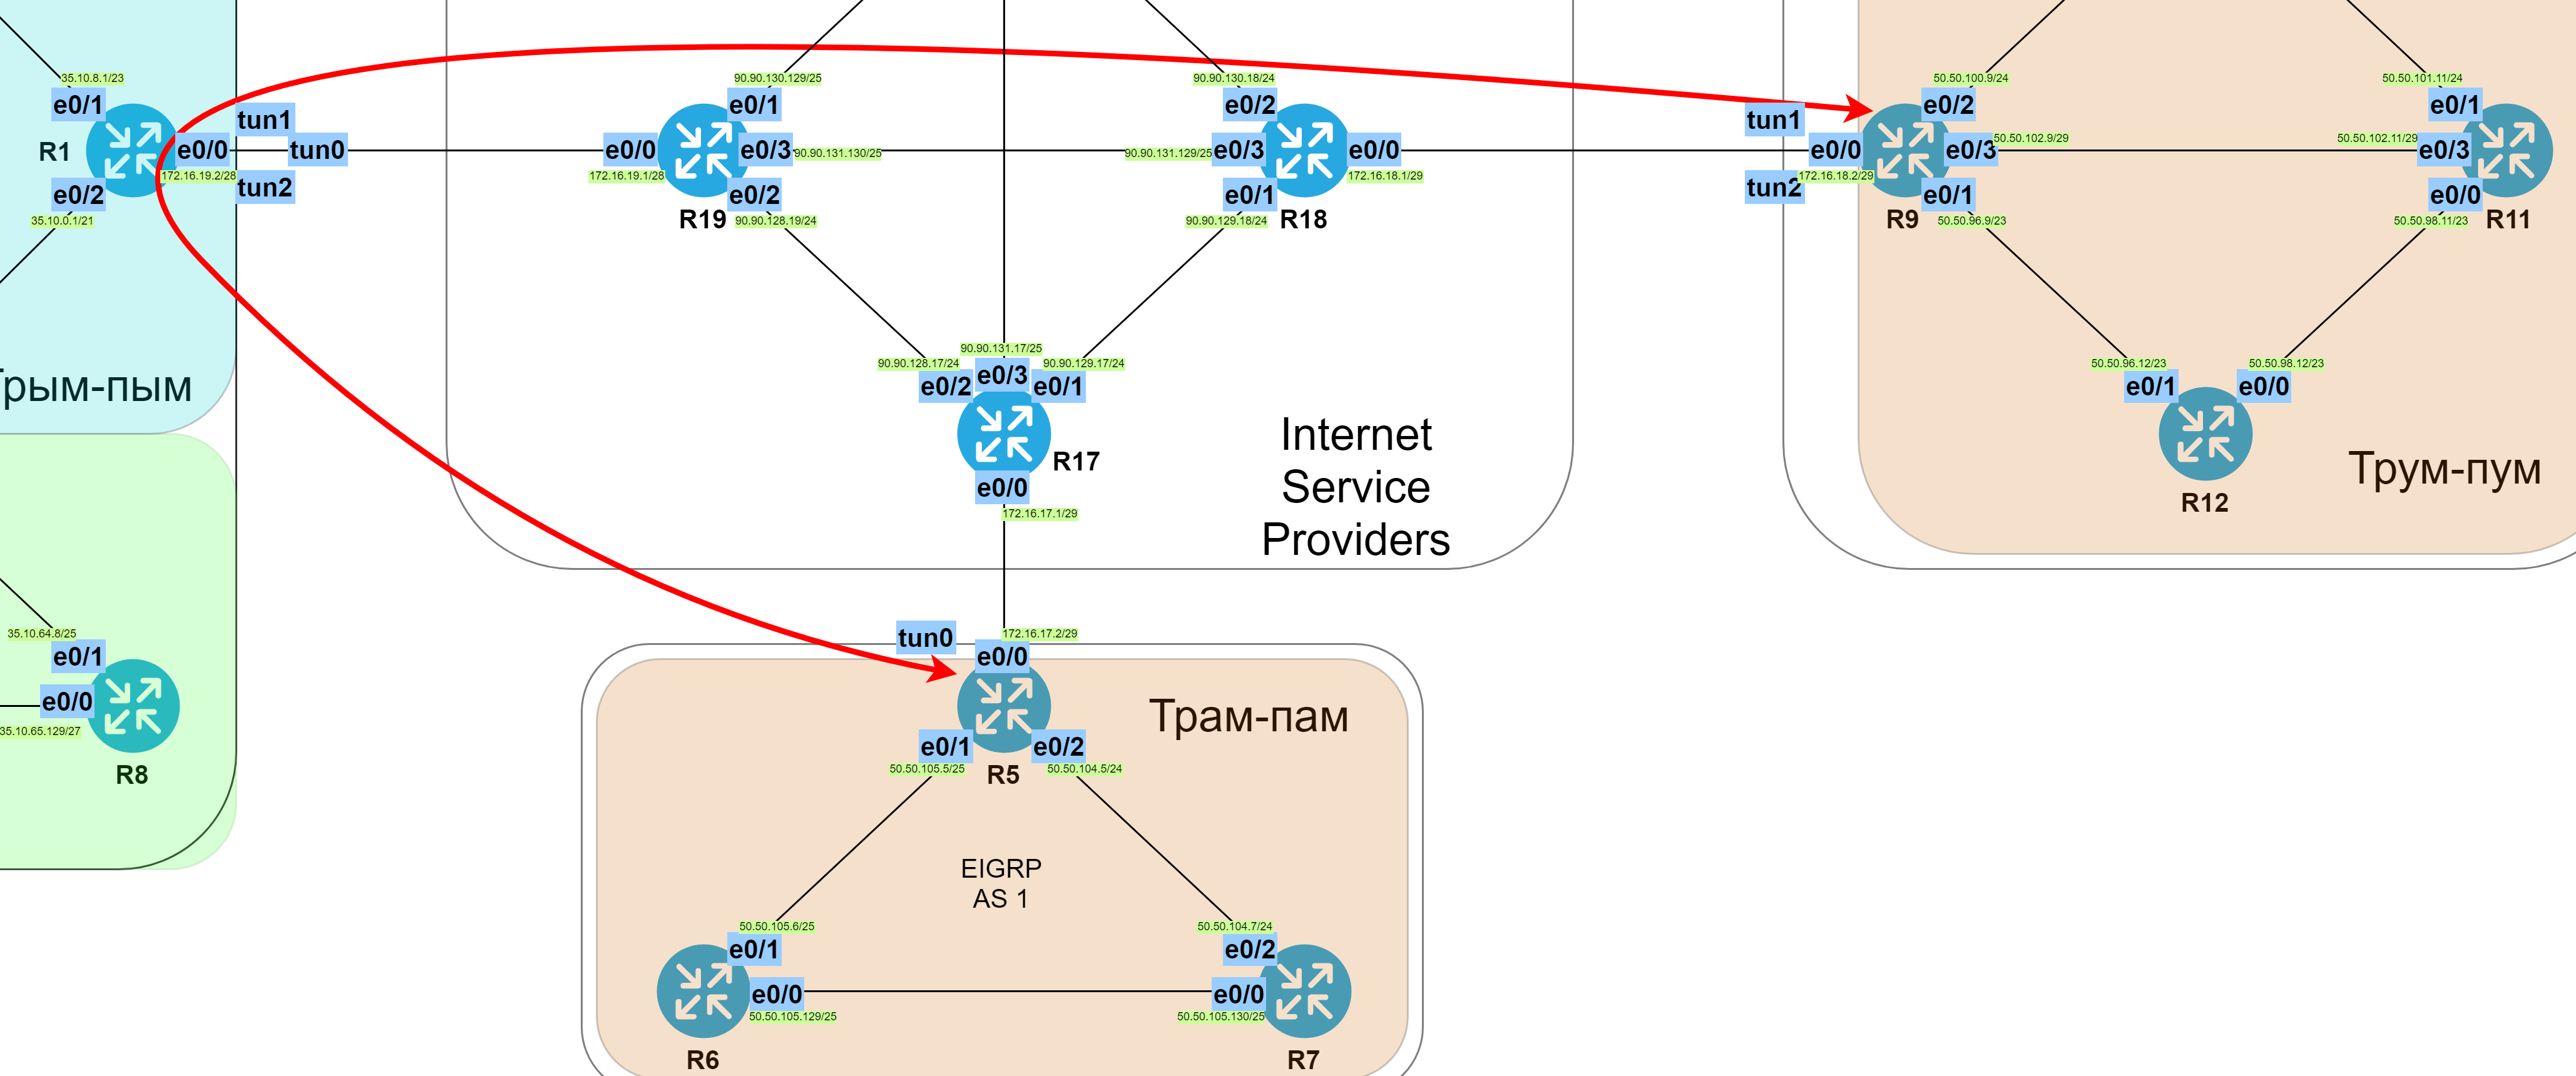 35.10.8.1/23
e0/1
R1
e0/0
172.16.19.2/28
e0/2
35.10.0.1/21
tun1
tun0
tun2
рым-пым
90.90.130.129/25
e0/1
e0/0
172.16.19.1/28
e0/3
90.90.131.130/25
e0/2
R19
90.90.128.19/24
90.90.130.18/24
e0/2
90.90.131.129/25
e0/3
e0/0
172.16.18.1/29
e0/1
90.90.129.18/24
R18
90.90.131.17/25
90.90.128.17/24
90.90.129.17/24
e0/2
e0/3
e0/1
R17
e0/0
172.16.17.1/29
Internet
Service
Providers
tun1
e0/0
tun2
172.16.18.2/29
50.50.100.9/24
e0/2
e0/3
50.50.102.9/29
e0/1
R9
50.50.96.9/23
50.50.101.11/24
e0/1
50.50.102.11/29
e0/3
e0/0
50.50.98.11/23
R11
50.50.96.12/23
50.50.98.12/23
e0/1
e0/0
R12
Трум-пум
35.10.64.8/25
e0/1
e0/0
35.10.65.129/27
R8
tun0
172.16.17.2/29
e0/0
Трам-пам
e0/1
e0/2
50.50.105.5/25
R5
50.50.104.5/24
EIGRP
AS 1
50.50.105.6/25
e0/1
e0/0
50.50.105.129/25
R6
50.50.104.7/24
e0/2
e0/0
50.50.105.130/25
R7